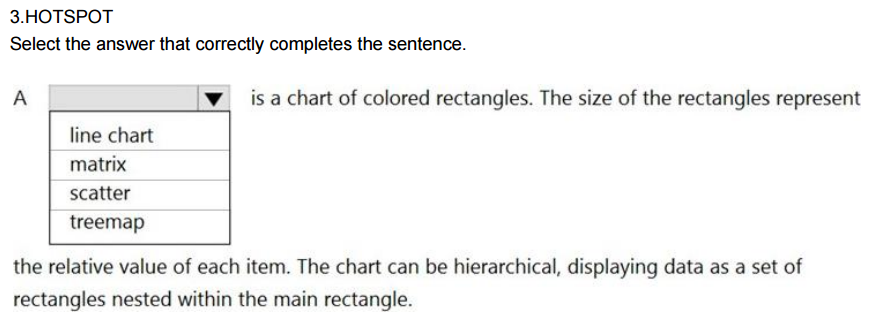 3.HOTSPOT
Select the answer that correctly completes the sentence.
A is a chart of colored rectangles. The size of the rectangles represent
line chart
matrix
scatter
treemap
the relative value of each item. The chart can be hierarchical, displaying data as a set of
rectangles nested within the main rectangle.